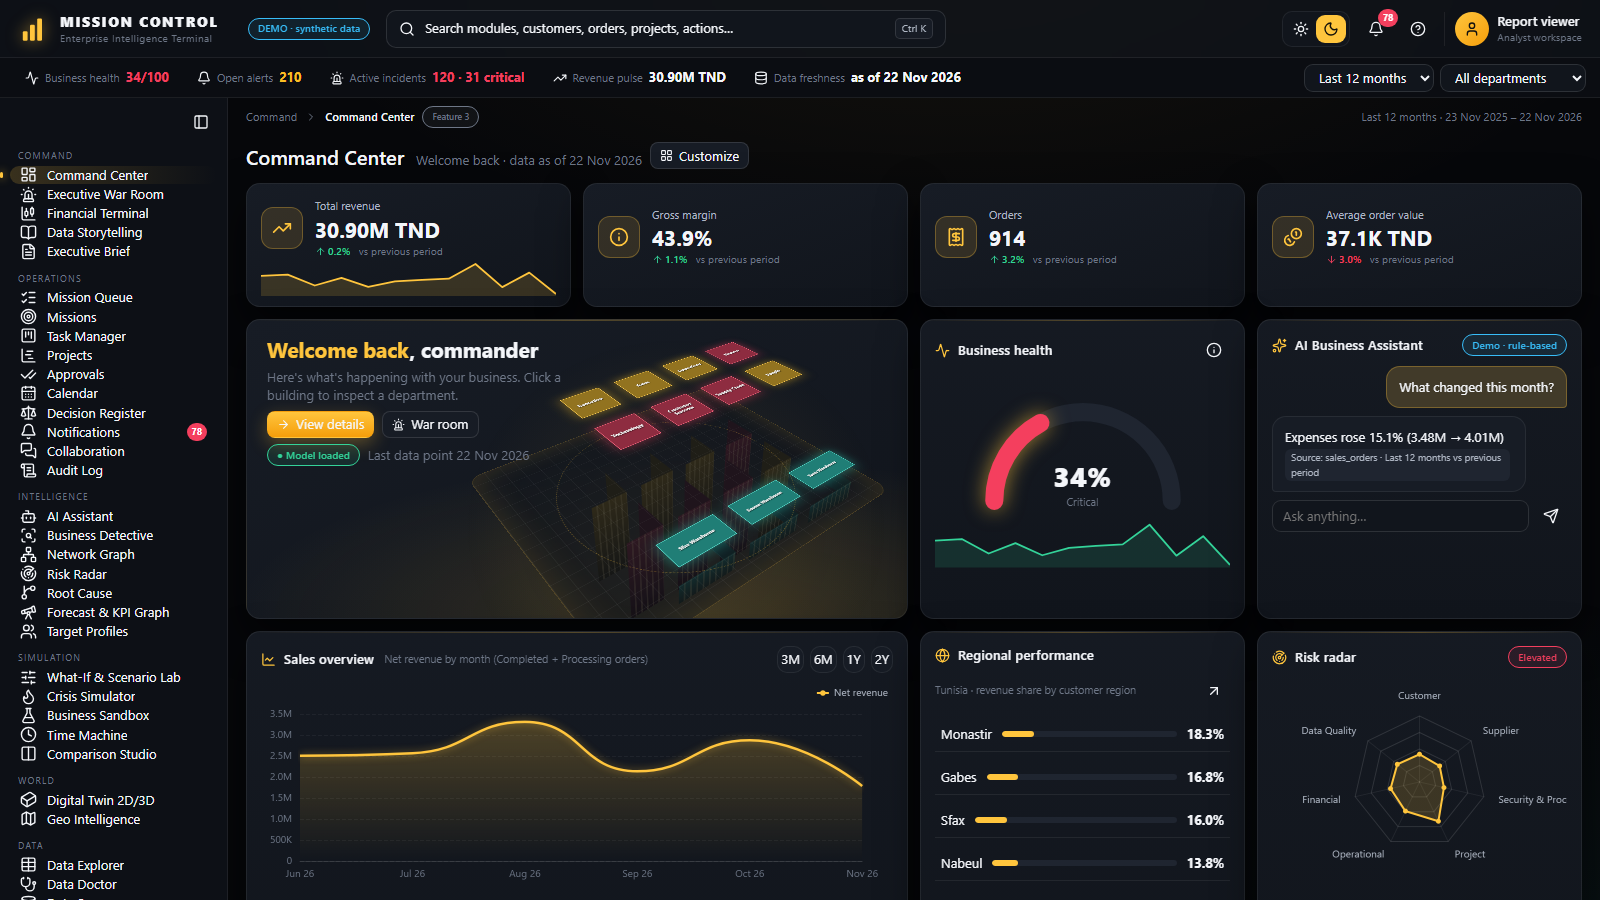 MISSION CONTROL
Enterprise Intelligence Terminal
DEMO · synthetic data
Search modules, customers, orders, projects, actions...
Ctrl K
78
Report viewer
Analyst workspace
Business health 34/100
Open alerts 210
Active incidents 120 · 31 critical
Revenue pulse 30.90M TND
Data freshness as of 22 Nov 2026
Last 12 months
All departments
COMMAND
Command Center
Executive War Room
Financial Terminal
Data Storytelling
Executive Brief
OPERATIONS
Mission Queue
Missions
Task Manager
Projects
Approvals
Calendar
Decision Register
Notifications 78
Collaboration
Audit Log
INTELLIGENCE
AI Assistant
Business Detective
Network Graph
Risk Radar
Root Cause
Forecast & KPI Graph
Target Profiles
SIMULATION
What-If & Scenario Lab
Crisis Simulator
Business Sandbox
Time Machine
Comparison Studio
WORLD
Digital Twin 2D/3D
Geo Intelligence
DATA
Data Explorer
Data Doctor
Command > Command Center Feature 3
Last 12 months · 23 Nov 2025 – 22 Nov 2026
Command Center Welcome back · data as of 22 Nov 2026 Customize
Total revenue
30.90M TND
↑ 0.2% vs previous period
Gross margin
43.9%
↑ 1.1% vs previous period
Orders
914
↑ 3.2% vs previous period
Average order value
37.1K TND
↓ 3.0% vs previous period
Welcome back, commander
Here's what's happening with your business. Click a
building to inspect a department.
→ View details
War room
● Model loaded
Last data point 22 Nov 2026
Business health
34%
Critical
AI Business Assistant
Demo · rule-based
What changed this month?
Expenses rose 15.1% (3.48M → 4.01M)
Source: sales_orders · Last 12 months vs previous
period
Ask anything...
Sales overview Net revenue by month (Completed + Processing orders)
3M 6M 1Y 2Y
Net revenue
3.5M
3.0M
2.5M
2.0M
1.5M
1.0M
500K
0
Jun 26 Jul 26 Aug 26 Sep 26 Oct 26 Nov 26
Regional performance
Tunisia · revenue share by customer region
Monastir 18.3%
Gabes 16.8%
Sfax 16.0%
Nabeul 13.8%
Risk radar
Elevated
Customer
Data Quality
Supplier
Financial
Security & Proc
Operational
Project